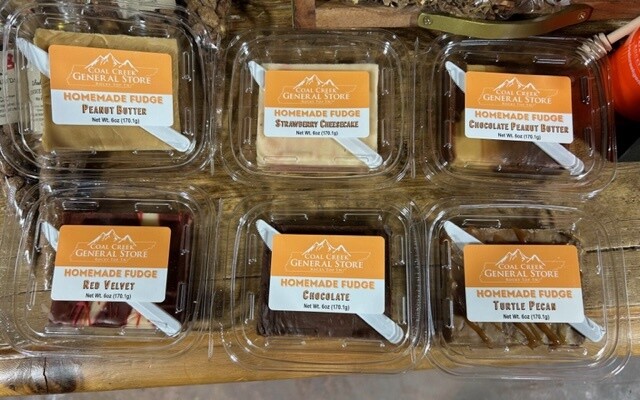 COAL CREEK
GENERAL STORE
HOMEMADE FUDGE
PEANUT BUTTER
Net Wt. 6oz (170.1g)
COAL CREEK
GENERAL STORE
HOMEMADE FUDGE
STRAWBERRY CHEESECAKE
Net Wt. 6oz (170.1g)
COAL CREEK
GENERAL STORE
HOMEMADE FUDGE
CHOCOLATE PEANUT BUTTER
Net Wt. 6oz (170.1g)
COAL CREEK
GENERAL STORE
HOMEMADE FUDGE
RED VELVET
Net Wt. 6oz (170.1g)
COAL CREEK
GENERAL STORE
HOMEMADE FUDGE
CHOCOLATE
Net Wt. 6oz (170.1g)
COAL CREEK
GENERAL STORE
HOMEMADE FUDGE
TURTLE PECAN
Net Wt. 6oz (170.1g)